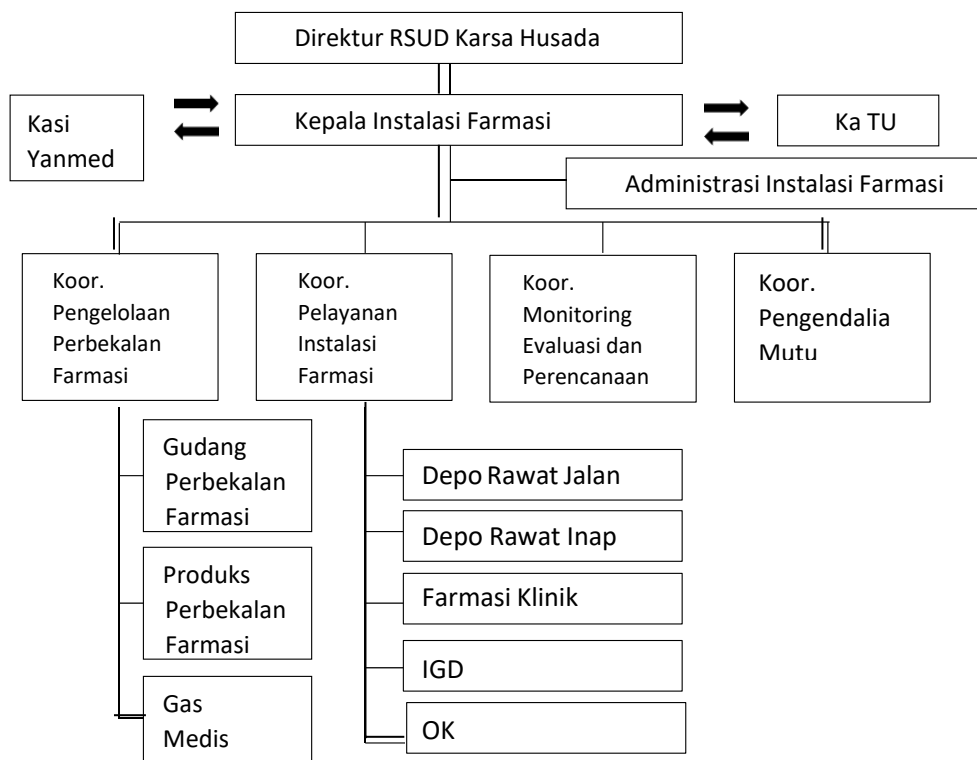 Direktur RSUD Karsa Husada
Kasi
Yanmed
Kepala Instalasi Farmasi
Ka TU
Administrasi Instalasi Farmasi
Koor.
Pengelolaan
Perbekalan
Farmasi
Koor.
Pelayanan
Instalasi
Farmasi
Koor.
Monitoring
Evaluasi dan
Perencanaan
Koor.
Pengendalia
Mutu
Gudang
Perbekalan
Farmasi
Produks
Perbekalan
Farmasi
Gas
Medis
Depo Rawat Jalan
Depo Rawat Inap
Farmasi Klinik
IGD
OK